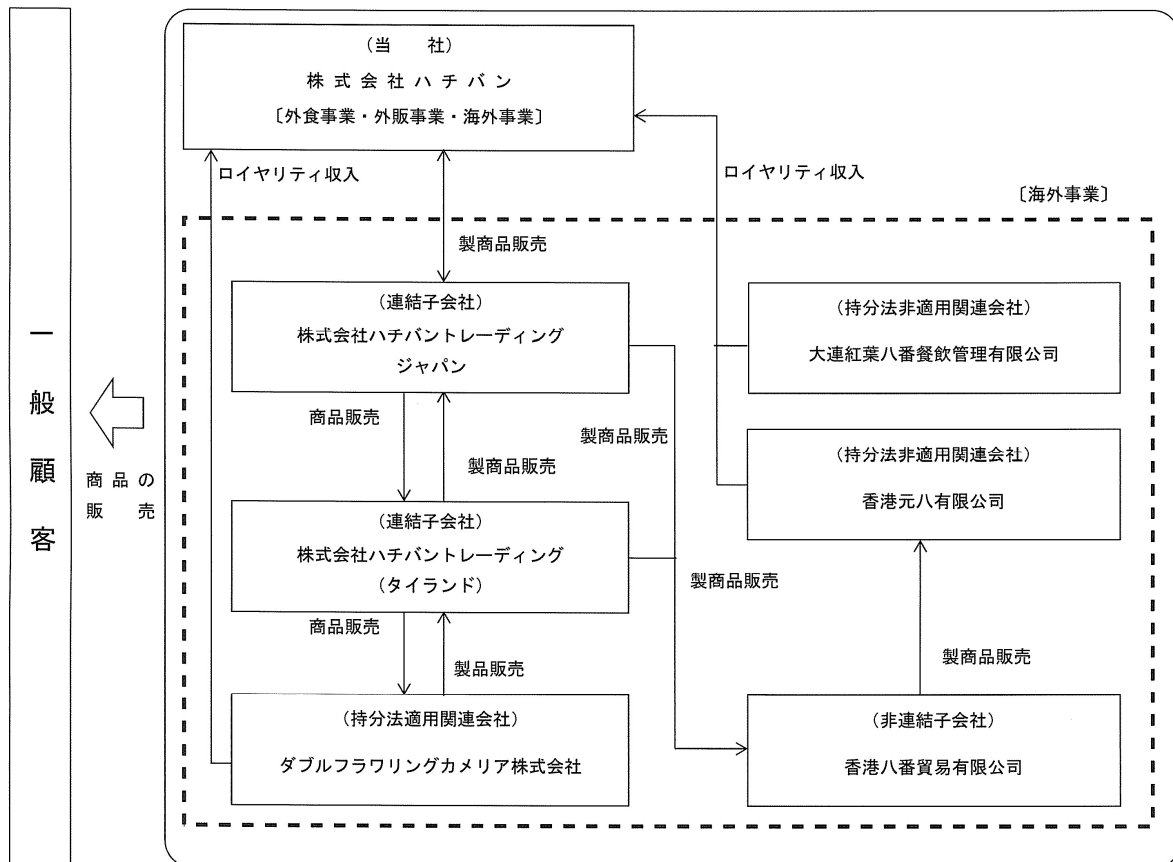 一般顧客
商品の
販売
(当　社)
株式会社ハチバン
〔外食事業・外販事業・海外事業〕
ロイヤリティ収入
ロイヤリティ収入
〔海外事業〕
製商品販売
(連結子会社)
株式会社ハチバントレーディング
ジャパン
(持分法非適用関連会社)
大連紅葉八番餐飲管理有限公司
商品販売
製商品販売
製商品販売
(持分法非適用関連会社)
香港元八有限公司
(連結子会社)
株式会社ハチバントレーディング
(タイランド)
製商品販売
商品販売
製品販売
製商品販売
(持分法適用関連会社)
ダブルフラワリングカメリア株式会社
(非連結子会社)
香港八番貿易有限公司